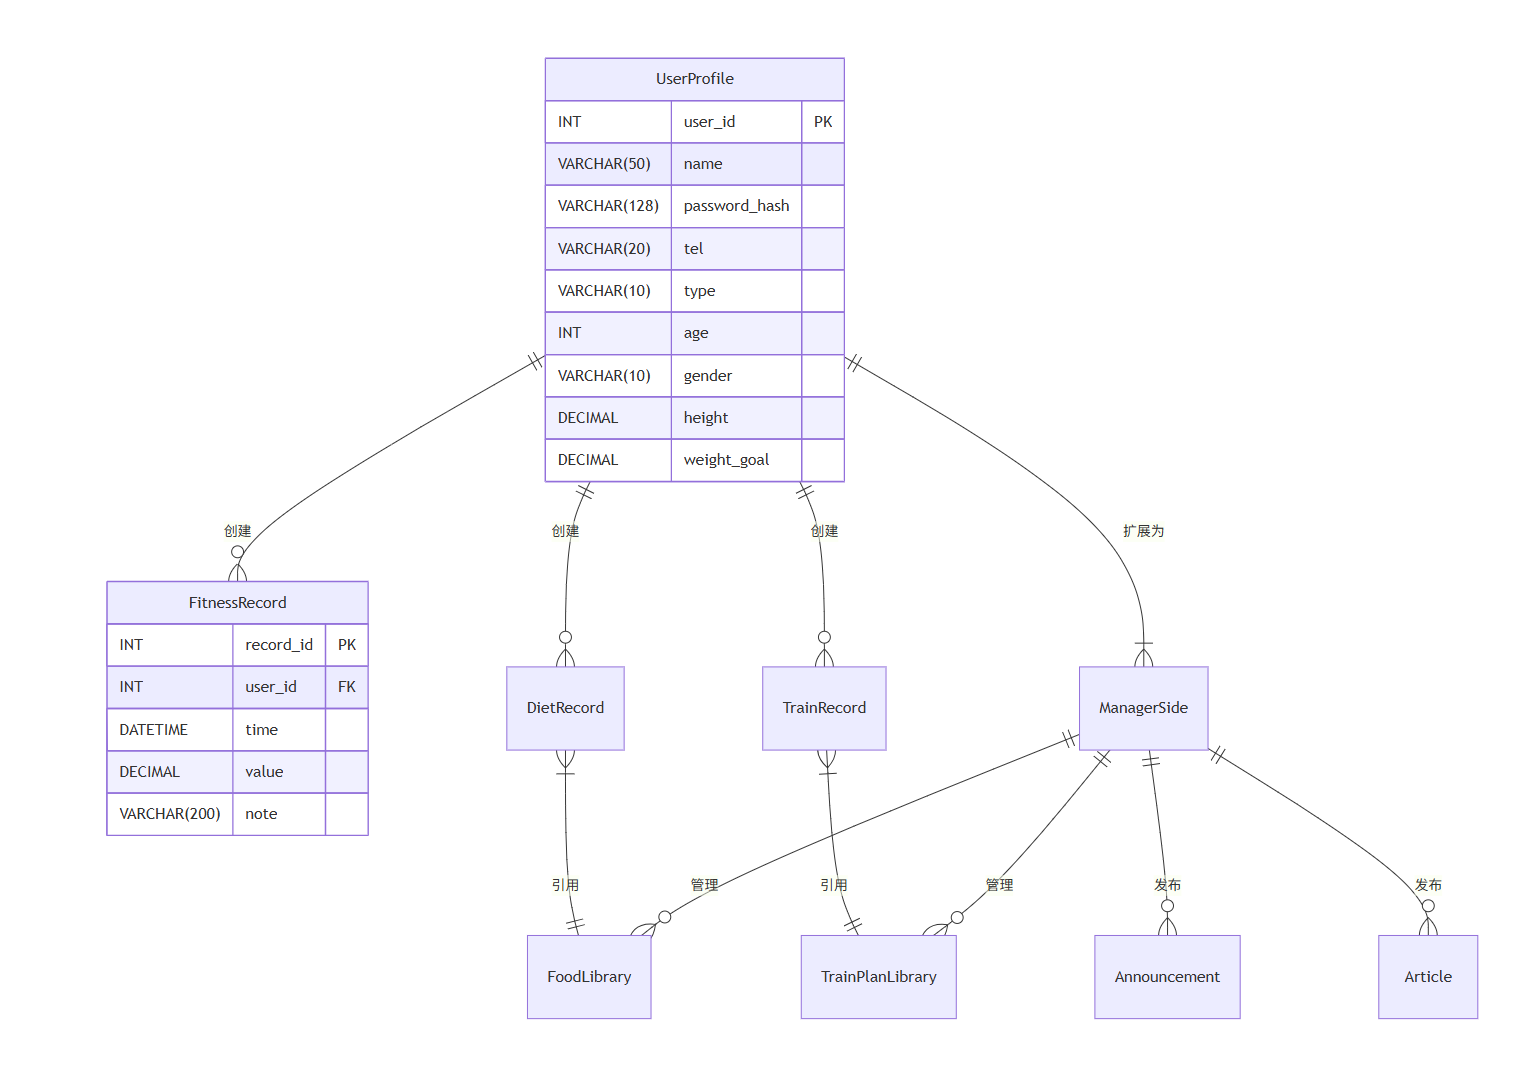 UserProfile
INT user_id PK
VARCHAR(50) name
VARCHAR(128) password_hash
VARCHAR(20) tel
VARCHAR(10) type
INT age
VARCHAR(10) gender
DECIMAL height
DECIMAL weight_goal
创建 创建 创建 扩展为
FitnessRecord
INT record_id PK
INT user_id FK
DATETIME time
DECIMAL value
VARCHAR(200) note
DietRecord TrainRecord ManagerSide
引用 管理 引用 管理 发布 发布
FoodLibrary TrainPlanLibrary Announcement Article